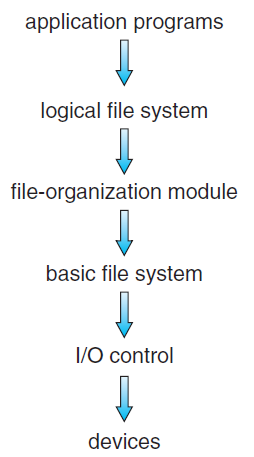 application programs
logical file system
file-organization module
basic file system
I/O control
devices